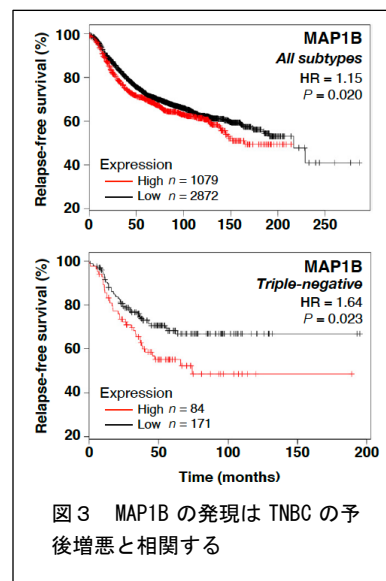 100
80
60
40
20
Relapse-free survival (%)
MAP1B
All subtypes
HR = 1.15
P = 0.020
Expression
High n = 1079
Low n = 2872
0 50 100 150 200 250
100
80
60
40
20
Relapse-free survival (%)
MAP1B
Triple-negative
HR = 1.64
P = 0.023
Expression
High n = 84
Low n = 171
0 50 100 150 200
Time (months)
図3 MAP1B の発現は TNBC の予
後増悪と相関する